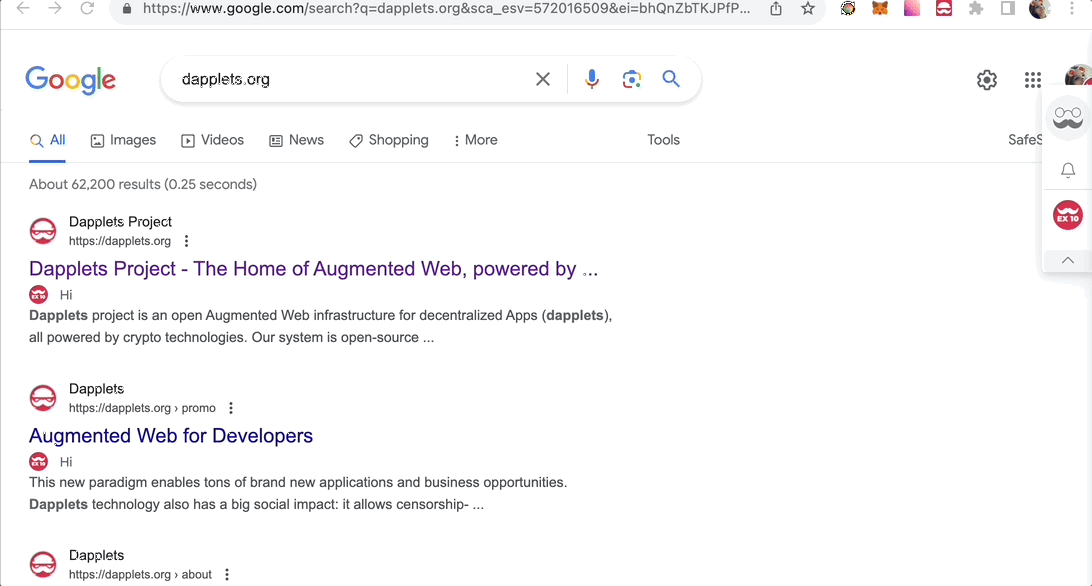 https://www.google.com/search?q=dapplets.org&sca_esv=572016509&ei=bhQnZbTKJPfP...
Google
dapplets.org
All Images Videos News Shopping More Tools SafeS
About 62,200 results (0.25 seconds)
EX 10
Dapplets Project
https://dapplets.org
Dapplets Project - The Home of Augmented Web, powered by ...
EX 10 Hi
Dapplets project is an open Augmented Web infrastructure for decentralized Apps (dapplets),
all powered by crypto technologies. Our system is open-source ...
Dapplets
https://dapplets.org › promo
Augmented Web for Developers
EX 10 Hi
This new paradigm enables tons of brand new applications and business opportunities.
Dapplets technology also has a big social impact: it allows censorship- ...
Dapplets
https://dapplets.org › about